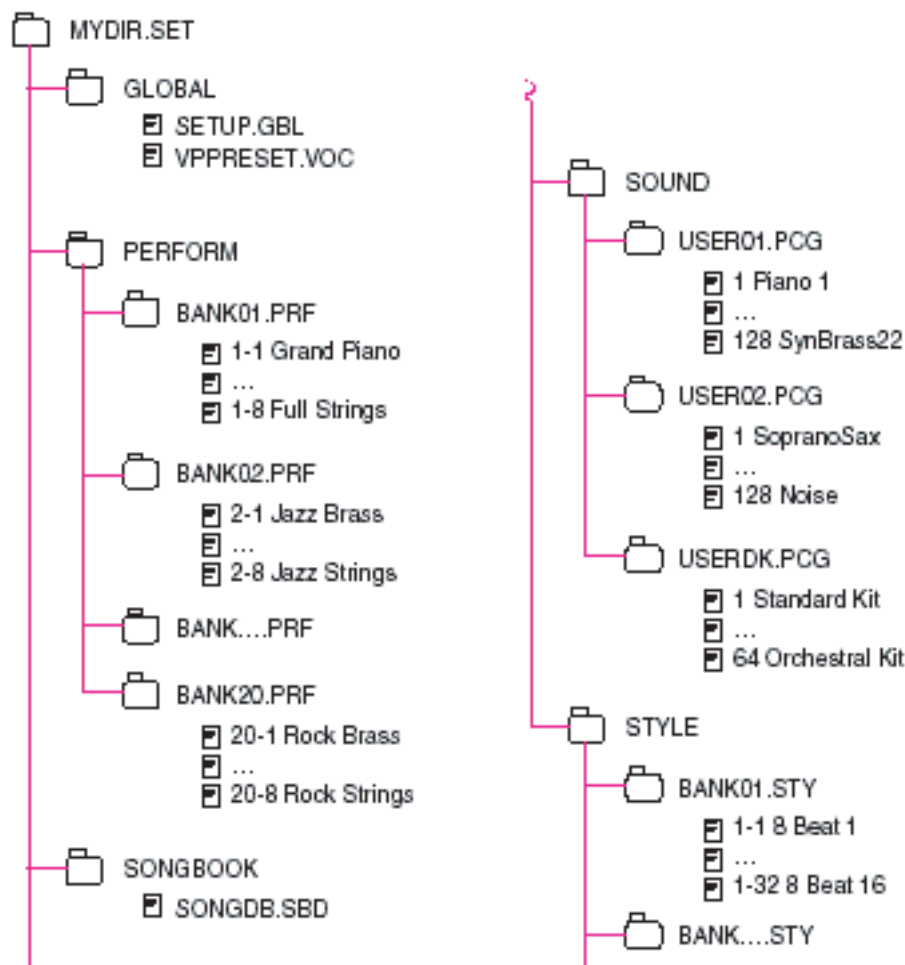 MYDIR.SET
GLOBAL
SETUP.GBL
VPPRESET.VOC
PERFORM
BANK01.PRF
1-1 Grand Piano
...
1-8 Full Strings
BANK02.PRF
2-1 Jazz Brass
...
2-8 Jazz Strings
BANK....PRF
BANK20.PRF
20-1 Rock Brass
...
20-8 Rock Strings
SONGBOOK
SONGDB.SBD
SOUND
USER01.PCG
1 Piano 1
...
128 SynBrass22
USER02.PCG
1 SopranoSax
...
128 Noise
USERDK.PCG
1 Standard Kit
...
64 Orchestral Kit
STYLE
BANK01.STY
1-1 8 Beat 1
...
1-32 8 Beat 16
BANK....STY